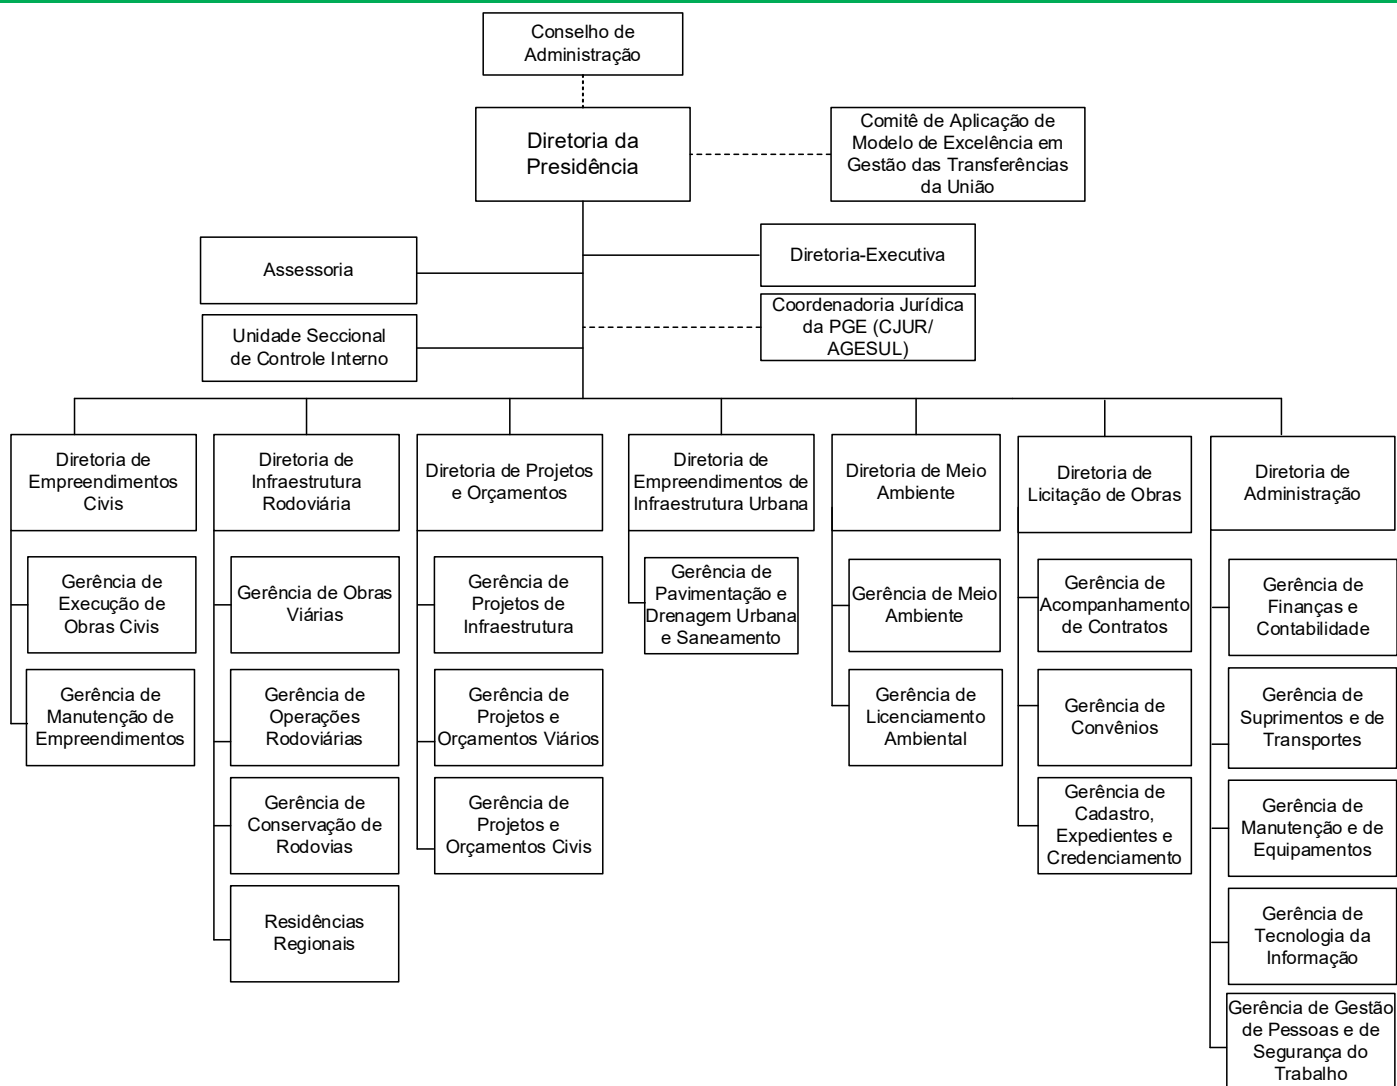 Conselho de
Administração
Diretoria da
Presidência
Comitê de Aplicação de
Modelo de Excelência em
Gestão das Transferências
da União
Assessoria
Diretoria-Executiva
Unidade Seccional
de Controle Interno
Coordenadoria Jurídica
da PGE (CJUR/
AGESUL)
Diretoria de
Empreendimentos
Civis
Diretoria de
Infraestrutura
Rodoviária
Diretoria de Projetos
e Orçamentos
Diretoria de
Empreendimentos de
Infraestrutura Urbana
Diretoria de Meio
Ambiente
Diretoria de
Licitação de Obras
Diretoria de
Administração
Gerência de
Execução de
Obras Civis
Gerência de Obras
Viárias
Gerência de
Projetos de
Infraestrutura
Gerência de
Pavimentação e
Drenagem Urbana
e Saneamento
Gerência de Meio
Ambiente
Gerência de
Acompanhamento
de Contratos
Gerência de
Finanças e
Contabilidade
Gerência de
Manutenção de
Empreendimentos
Gerência de
Operações
Rodoviárias
Gerência de
Projetos e
Orçamentos Viários
Gerência de
Licenciamento
Ambiental
Gerência de
Convênios
Gerência de
Suprimentos e de
Transportes
Gerência de
Conservação de
Rodovias
Gerência de
Projetos e
Orçamentos Civis
Gerência de
Cadastro,
Expedientes e
Credenciamento
Gerência de
Manutenção e de
Equipamentos
Residências
Regionais
Gerência de
Tecnologia da
Informação
Gerência de Gestão
de Pessoas e de
Segurança do
Trabalho